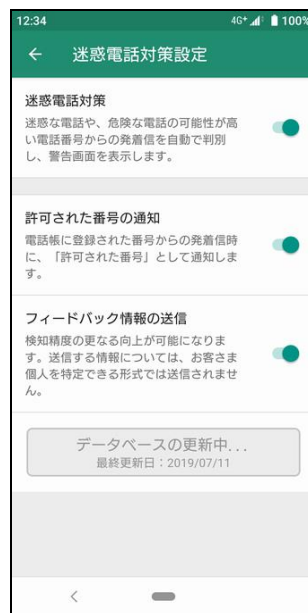 12:34 4G+ 100%
← 迷惑電話対策設定
迷惑電話対策
迷惑な電話や、危険な電話の可能性が高
い電話番号からの発着信を自動で判別
し、警告画面を表示します。
許可された番号の通知
電話帳に登録された番号からの発着信時
に、「許可された番号」として通知しま
す。
フィードバック情報の送信
検知精度の更なる向上が可能になりま
す。送信する情報については、お客さま
個人を特定できる形式では送信されませ
ん。
データベースの更新中...
最終更新日：2019/07/11